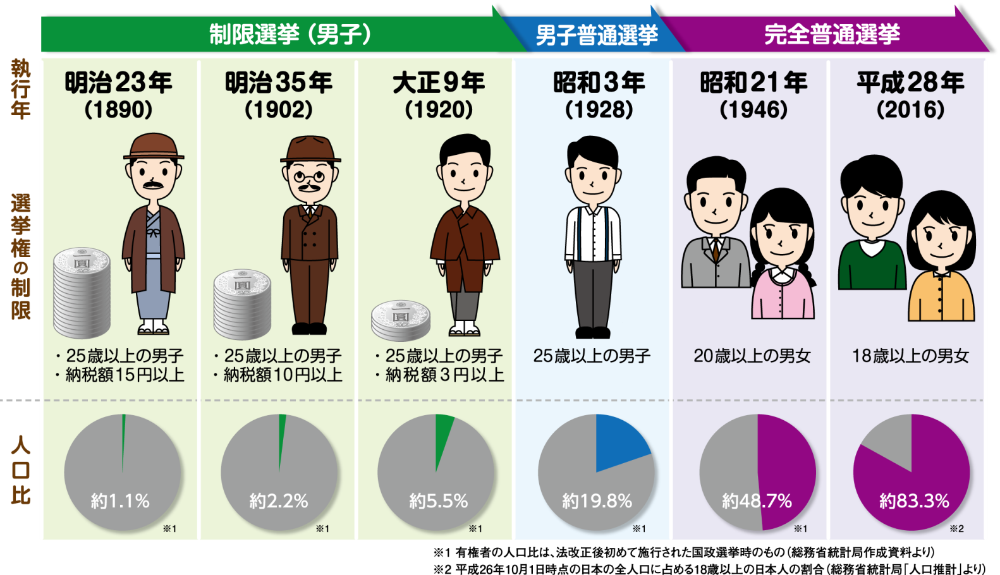 制限選挙（男子）
男子普通選挙
完全普通選挙
執行年
明治23年
(1890)
明治35年
(1902)
大正9年
(1920)
昭和3年
(1928)
昭和21年
(1946)
平成28年
(2016)
選挙権の制限
一圓
一圓
一圓
・25歳以上の男子
・納税額15円以上
・25歳以上の男子
・納税額10円以上
・25歳以上の男子
・納税額3円以上
25歳以上の男子
20歳以上の男女
18歳以上の男女
人口比
約1.1%
※1
約2.2%
※1
約5.5%
※1
約19.8%
※1
約48.7%
※1
約83.3%
※2
※1 有権者の人口比は、法改正後初めて施行された国政選挙時のもの（総務省統計局作成資料より）
※2 平成26年10月1日時点の日本の全人口に占める18歳以上の日本人の割合（総務省統計局「人口推計」より）